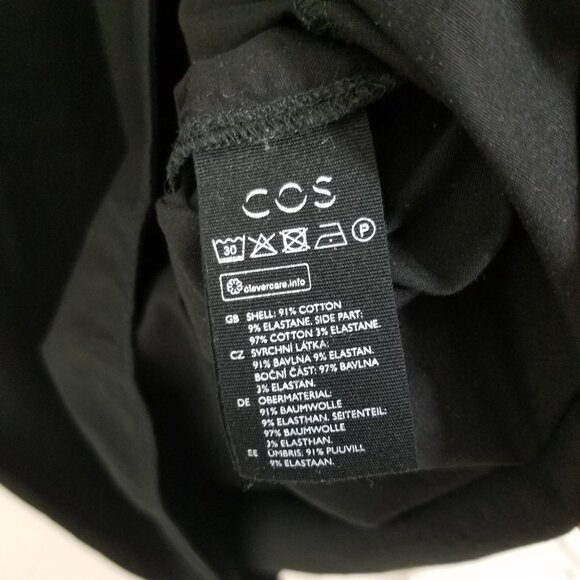 COS
30 P
clevercare.info
GB SHELL: 91% COTTON
9% ELASTANE. SIDE PART:
97% COTTON 3% ELASTANE.
CZ SVRCHNÍ LÁTKA:
91% BAVLNA 9% ELASTAN.
BOČNÍ ČÁST: 97% BAVLNA
3% ELASTAN.
DE OBERMATERIAL:
91% BAUMWOLLE
9% ELASTHAN. SEITENTEIL:
97% BAUMWOLLE
3% ELASTHAN.
EE ÜMBRIS: 91% PUUVILL
9% ELASTAAN.